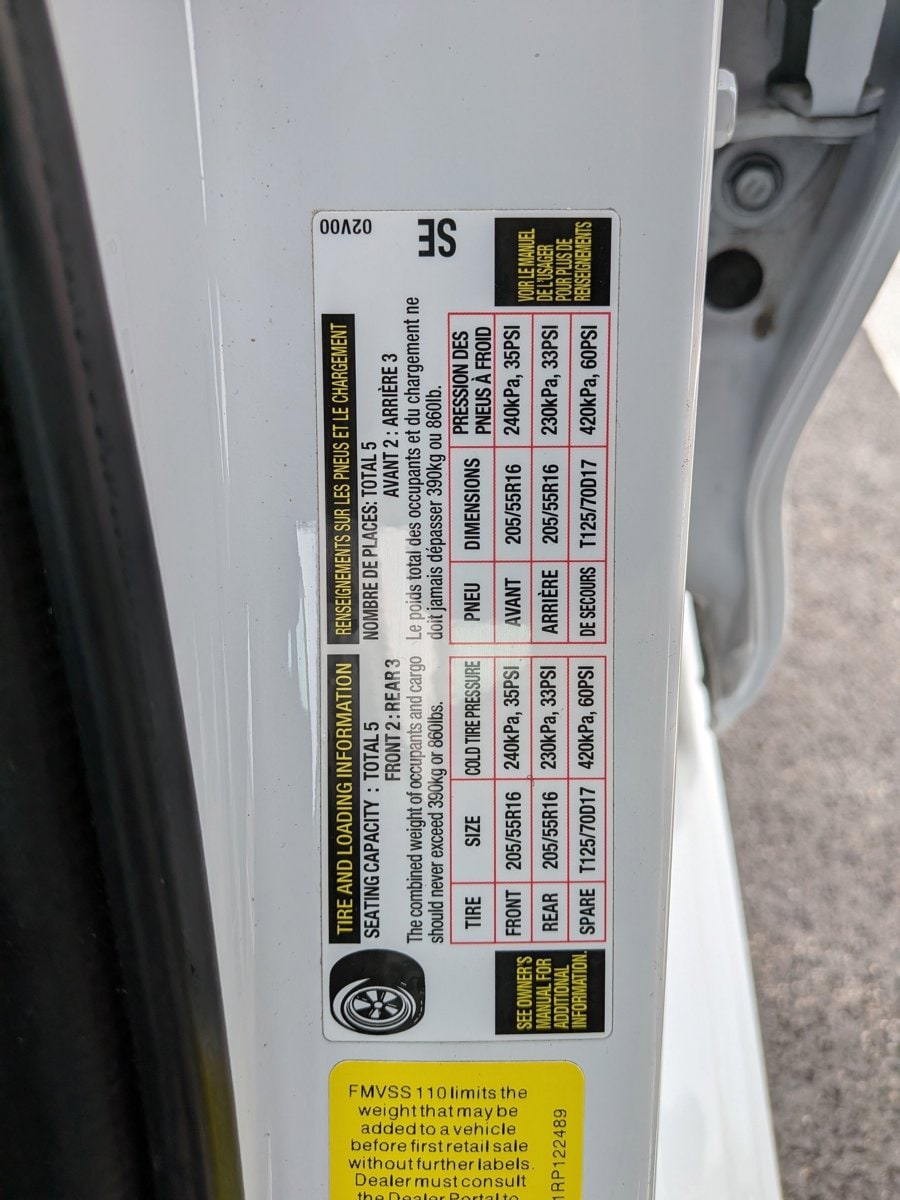 TIRE AND LOADING INFORMATION
SEATING CAPACITY : TOTAL 5
FRONT 2 : REAR 3
The combined weight of occupants and cargo
should never exceed 390kg or 860lbs.
TIRE SIZE COLD TIRE PRESSURE
FRONT 205/55R16 240kPa, 35PSI
REAR 205/55R16 230kPa, 33PSI
SPARE T125/70D17 420kPa, 60PSI
SEE OWNER'S
MANUAL FOR
ADDITIONAL
INFORMATION.
RENSEIGNEMENTS SUR LES PNEUS ET LE CHARGEMENT
NOMBRE DE PLACES: TOTAL 5
AVANT 2 : ARRIÈRE 3
Le poids total des occupants et du chargement ne
doit jamais dépasser 390kg ou 860lb.
PNEU DIMENSIONS PRESSION DES
PNEUS À FROID
AVANT 205/55R16 240kPa, 35PSI
ARRIÈRE 205/55R16 230kPa, 33PSI
DE SECOURS T125/70D17 420kPa, 60PSI
02V00
SE
VOIR LE MANUEL
DE L'USAGER
POUR PLUS DE
RENSEIGNEMENTS
FMVSS 110 limits the
weight that may be
added to a vehicle
before first retail sale
without further labels.
Dealer must consult
the Dealer Portal to
1RP122489